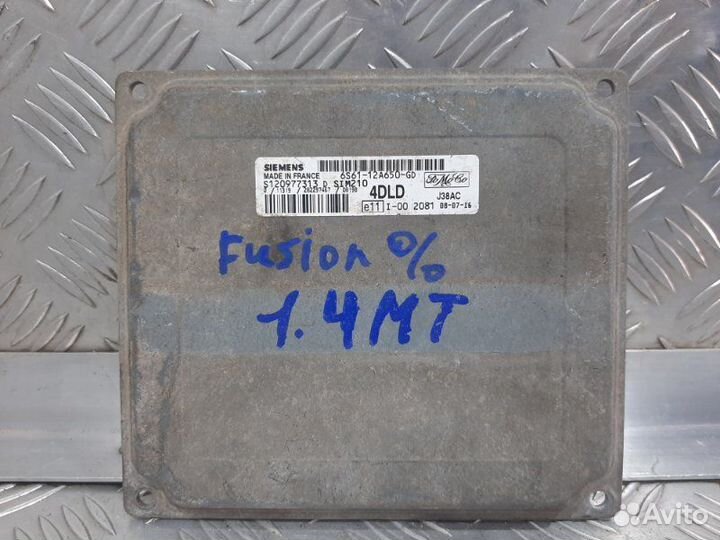 SIEMENS
MADE IN FRANCE 6S61-12A650-GD
S120977313 D SIM210
4DLD
J38AC
e11 I-00 2081 08-07-16
Fusion %
1.4MT
Avito